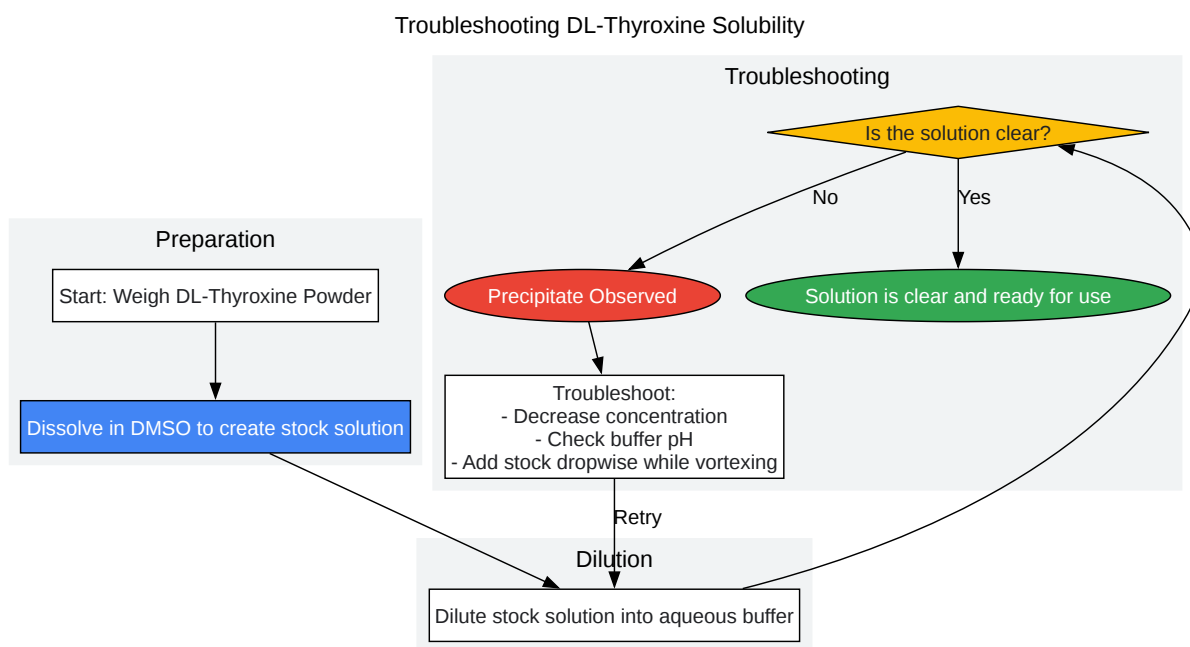 Troubleshooting DL-Thyroxine Solubility
Troubleshooting
Is the solution clear?
No
Yes
Preparation
Start: Weigh DL-Thyroxine Powder
Precipitate Observed
Solution is clear and ready for use
Dissolve in DMSO to create stock solution
Troubleshoot:
- Decrease concentration
- Check buffer pH
- Add stock dropwise while vortexing
Retry
Dilution
Dilute stock solution into aqueous buffer